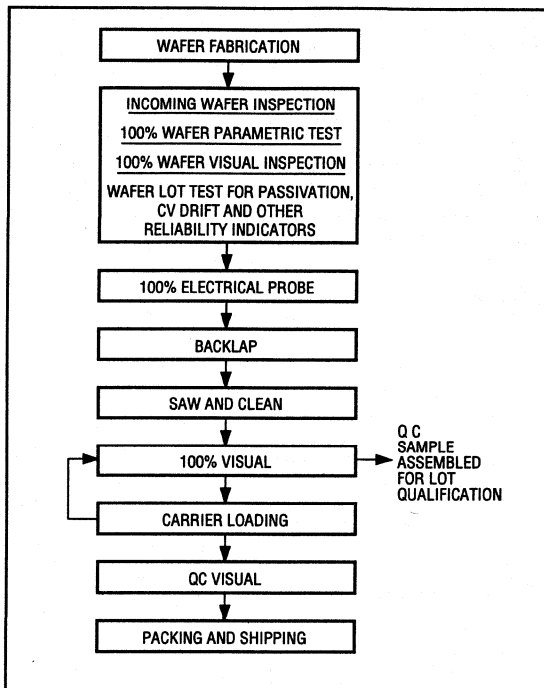 WAFER FABRICATION
INCOMING WAFER INSPECTION
100% WAFER PARAMETRIC TEST
100% WAFER VISUAL INSPECTION
WAFER LOT TEST FOR PASSIVATION,
CV DRIFT AND OTHER
RELIABILITY INDICATORS
100% ELECTRICAL PROBE
BACKLAP
SAW AND CLEAN
100% VISUAL
Q C
SAMPLE
ASSEMBLED
FOR LOT
QUALIFICATION
CARRIER LOADING
QC VISUAL
PACKING AND SHIPPING